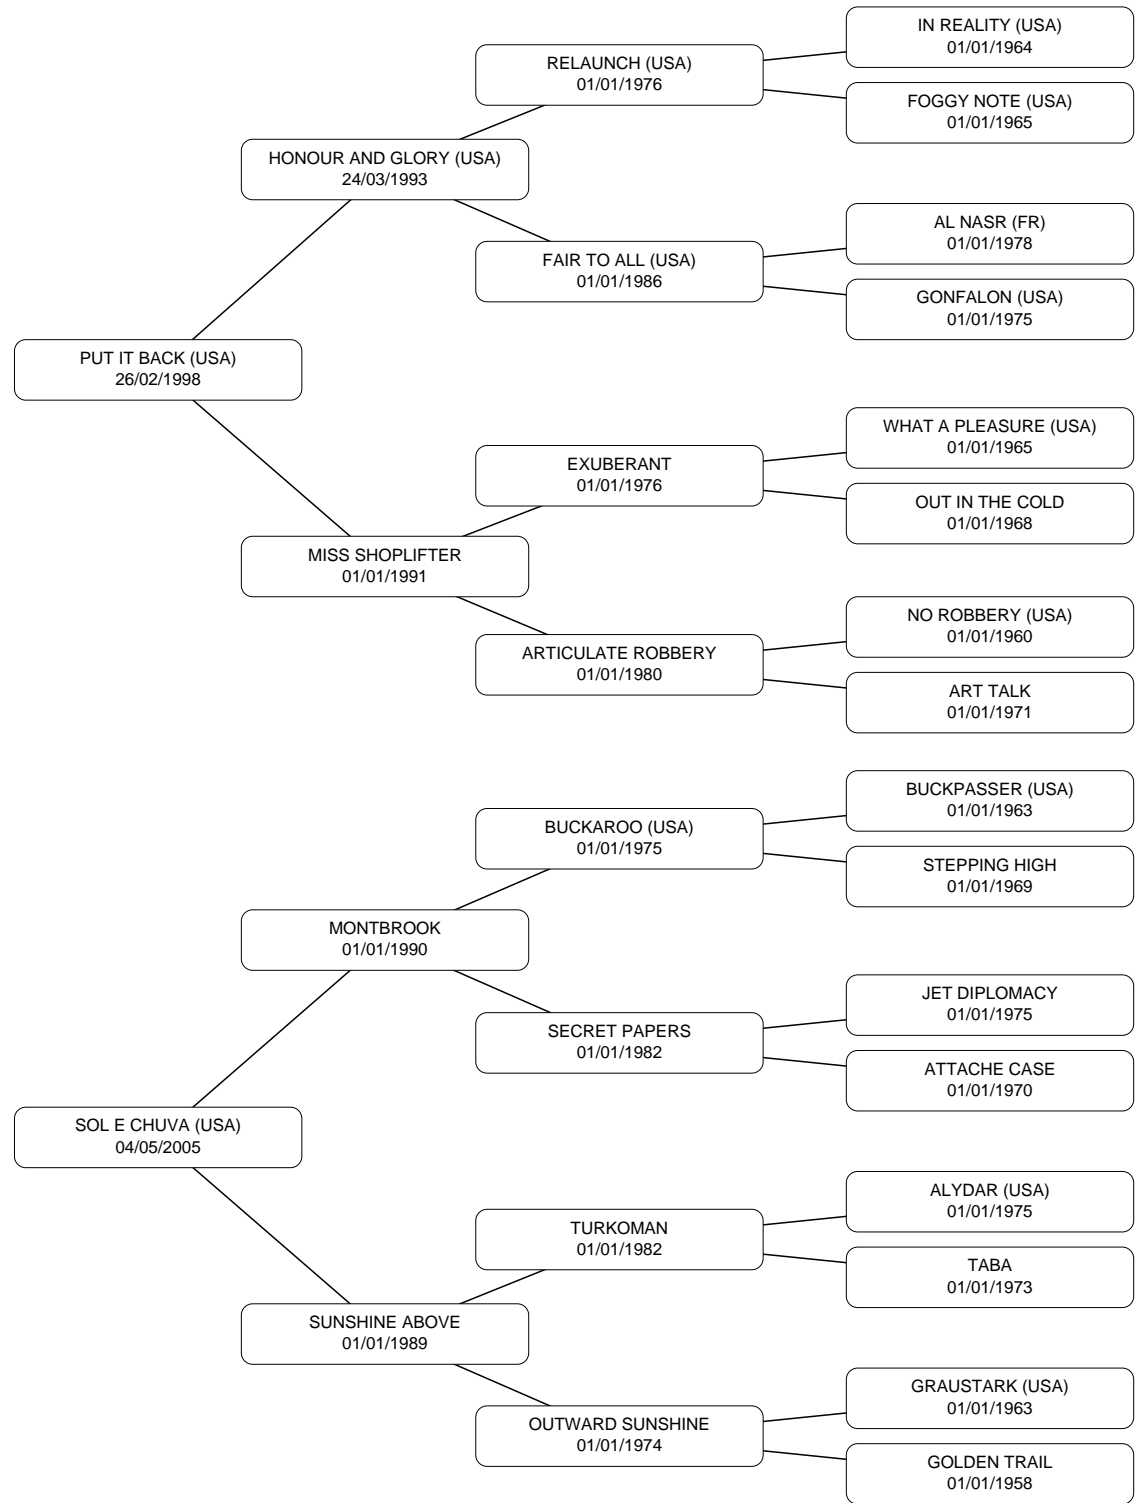 IN REALITY (USA)
01/01/1964
RELAUNCH (USA)
01/01/1976
FOGGY NOTE (USA)
01/01/1965
HONOUR AND GLORY (USA)
24/03/1993
AL NASR (FR)
01/01/1978
FAIR TO ALL (USA)
01/01/1986
GONFALON (USA)
01/01/1975
PUT IT BACK (USA)
26/02/1998
WHAT A PLEASURE (USA)
01/01/1965
EXUBERANT
01/01/1976
OUT IN THE COLD
01/01/1968
MISS SHOPLIFTER
01/01/1991
NO ROBBERY (USA)
01/01/1960
ARTICULATE ROBBERY
01/01/1980
ART TALK
01/01/1971
BUCKPASSER (USA)
01/01/1963
BUCKAROO (USA)
01/01/1975
STEPPING HIGH
01/01/1969
MONTBROOK
01/01/1990
JET DIPLOMACY
01/01/1975
SECRET PAPERS
01/01/1982
ATTACHE CASE
01/01/1970
SOL E CHUVA (USA)
04/05/2005
ALYDAR (USA)
01/01/1975
TURKOMAN
01/01/1982
TABA
01/01/1973
SUNSHINE ABOVE
01/01/1989
GRAUSTARK (USA)
01/01/1963
OUTWARD SUNSHINE
01/01/1974
GOLDEN TRAIL
01/01/1958